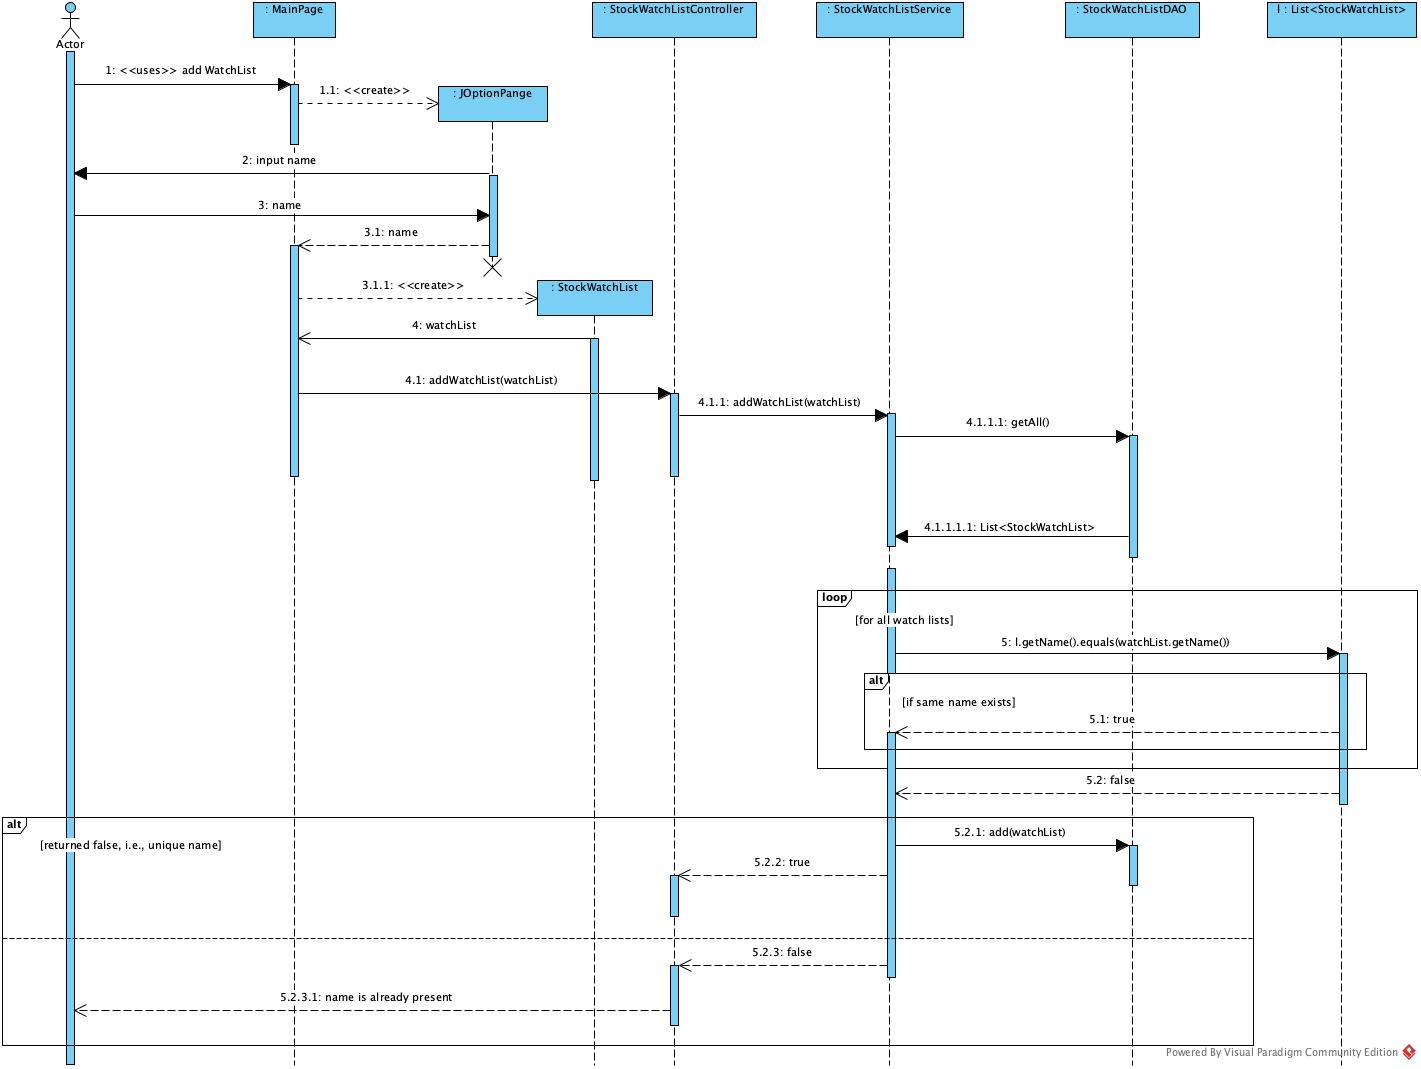 : MainPage
: StockWatchListController
: StockWatchListService
: StockWatchListDAO
l : List<StockWatchList>
Actor
1: <<uses>> add WatchList
1.1: <<create>>
: JOptionPange
2: input name
3: name
3.1: name
3.1.1: <<create>>
: StockWatchList
4: watchList
4.1: addWatchList(watchList)
4.1.1: addWatchList(watchList)
4.1.1.1: getAll()
4.1.1.1.1: List<StockWatchList>
loop
[for all watch lists]
5: l.getName().equals(watchList.getName())
alt
[if same name exists]
5.1: true
5.2: false
alt
[returned false, i.e., unique name]
5.2.1: add(watchList)
5.2.2: true
5.2.3: false
5.2.3.1: name is already present
Powered By Visual Paradigm Community Edition